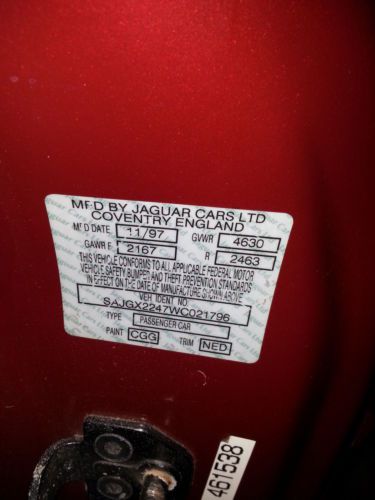 MFD BY JAGUAR CARS LTD
COVENTRY ENGLAND
MFD DATE 11/97 GVWR 4630
GAWR F 2167 R 2463
THIS VEHICLE CONFORMS TO ALL APPLICABLE FEDERAL MOTOR
VEHICLE SAFETY BUMPER AND THEFT PREVENTION STANDARDS
IN EFFECT ON THE DATE OF MANUFACTURE SHOWN ABOVE
VEH IDENT NO
SAJGX2247WC021796
TYPE PASSENGER CAR
PAINT CGG TRIM NED
461538